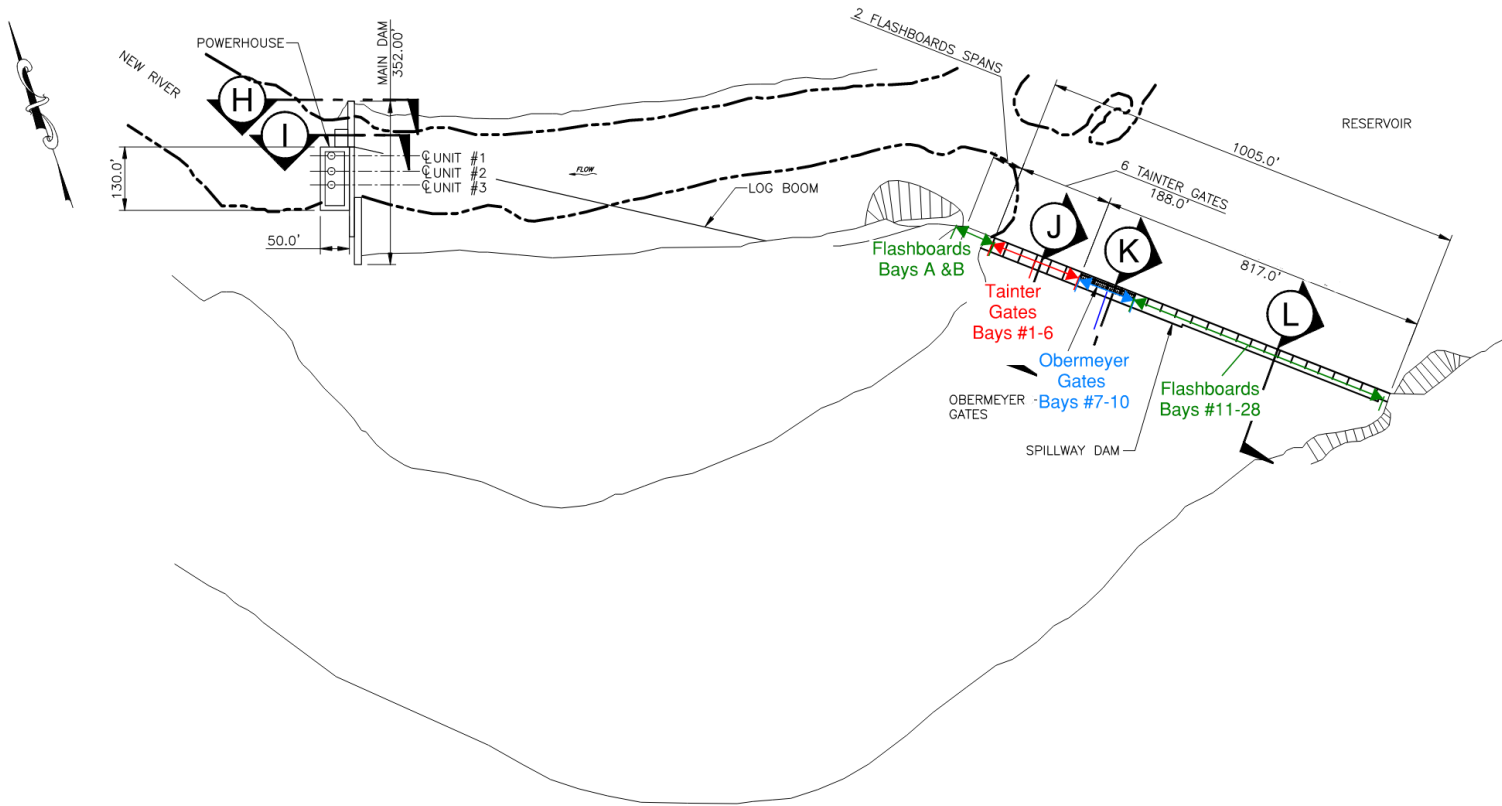 2 FLASHBOARDS SPANS
MAIN DAM
352.00'
POWERHOUSE
NEW RIVER
H
I
RESERVOIR
1005.0'
6 TAINTER GATES
188.0'
130.0'
℄ UNIT #1
℄ UNIT #2
℄ UNIT #3
FLOW
LOG BOOM
50.0'
J
K
L
817.0'
Flashboards
Bays A &B
Tainter
Gates
Bays #1-6
Obermeyer
Gates
Bays #7-10
OBERMEYER
GATES
Flashboards
Bays #11-28
SPILLWAY DAM